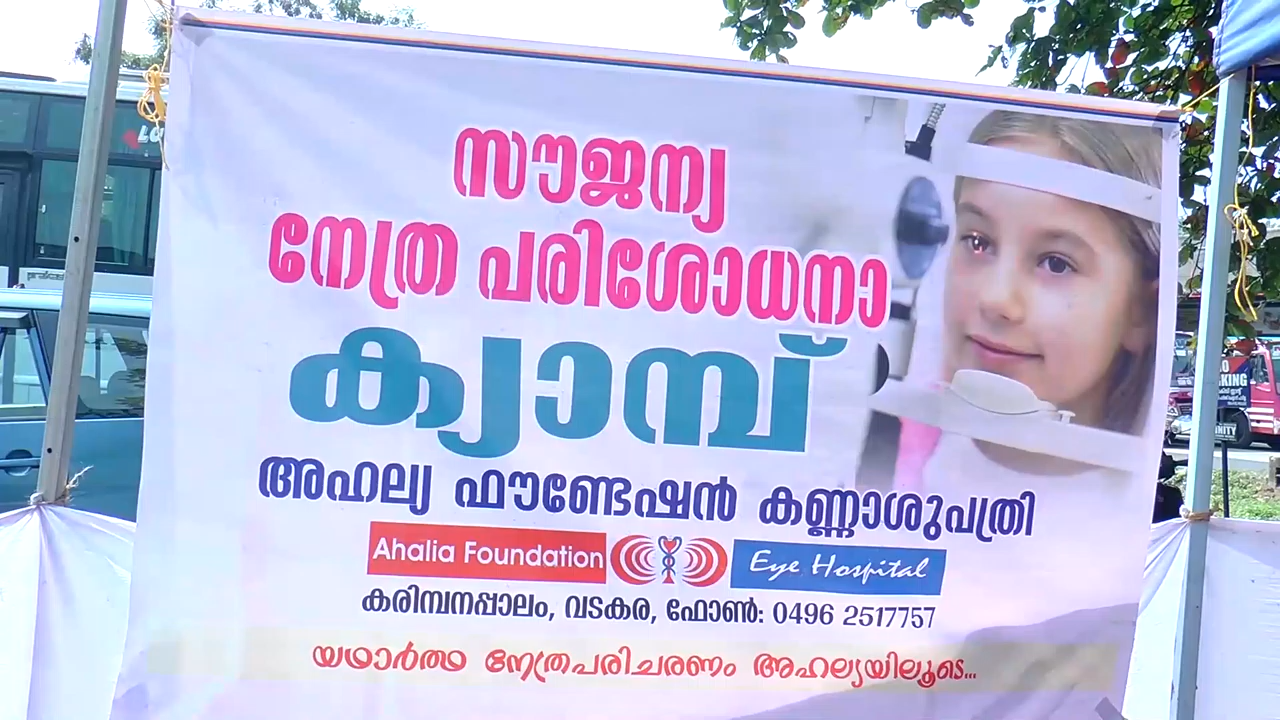 സൗജന്യ
നേത്ര പരിശോധനാ
ക്യാമ്പ്
അഹല്യ ഫൗണ്ടേഷൻ കണ്ണാശുപത്രി
Ahalia Foundation Eye Hospital
കരിമ്പനപ്പാലം, വടകര, ഫോൺ: 0496 2517757
യഥാർത്ഥ നേത്രപരിചരണം അഹല്യയിലൂടെ...